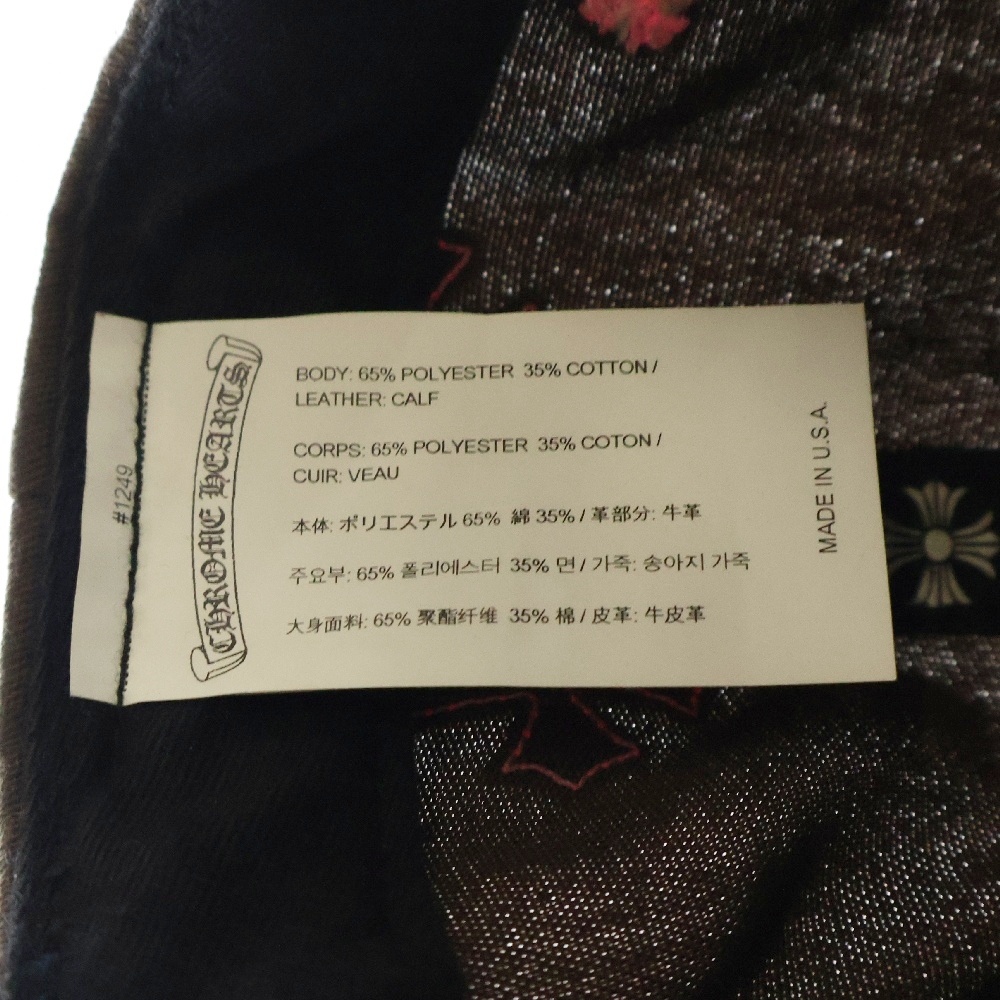 #1249
CHROME HEARTS
BODY: 65% POLYESTER 35% COTTON /
LEATHER: CALF
CORPS: 65% POLYESTER 35% COTON /
CUIR: VEAU
本体: ポリエステル 65% 綿 35% / 革部分: 牛革
주요부: 65% 폴리에스터 35% 면 / 가죽: 송아지 가죽
大身面料: 65% 聚酯纤维 35% 棉 / 皮革: 牛皮革
MADE IN U.S.A.